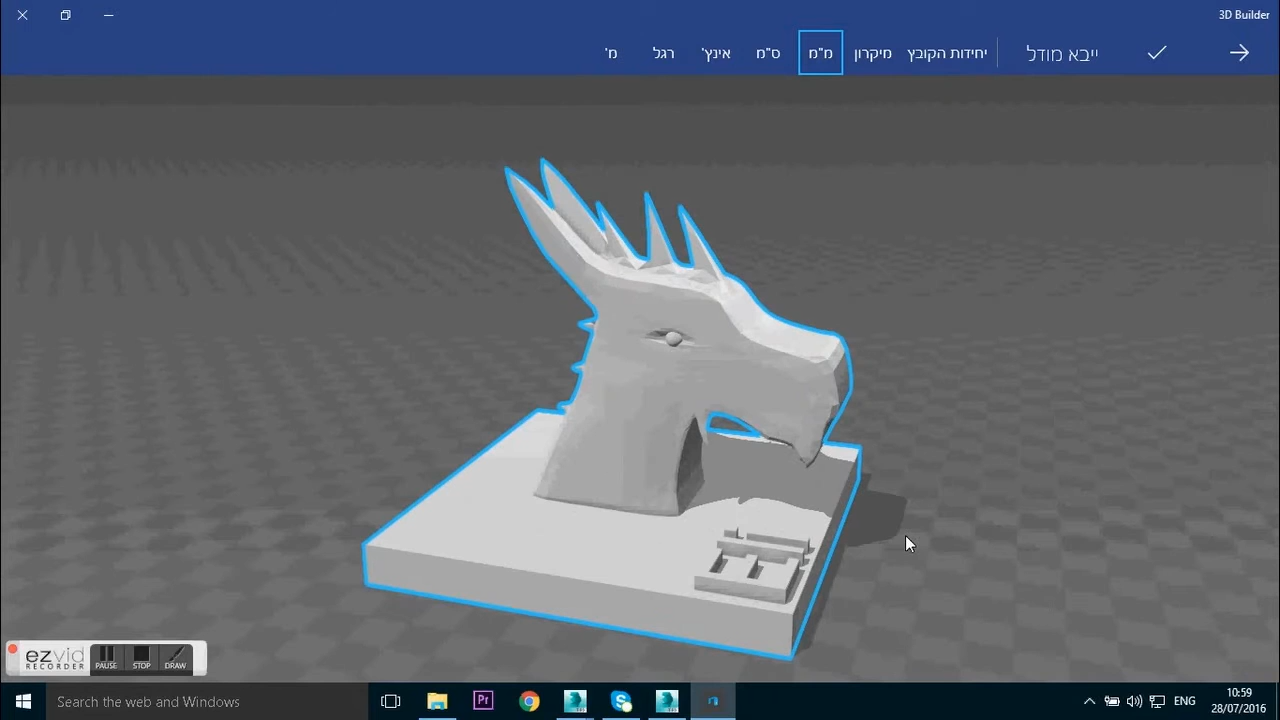 3D Builder
ייבא מודל
יחידות הקובץ מיקרון מ"מ ס"מ אינץ' רגל מ'
ezvid
RECORDER
PAUSE STOP DRAW
Search the web and Windows
Pr
ENG
10:59
28/07/2016